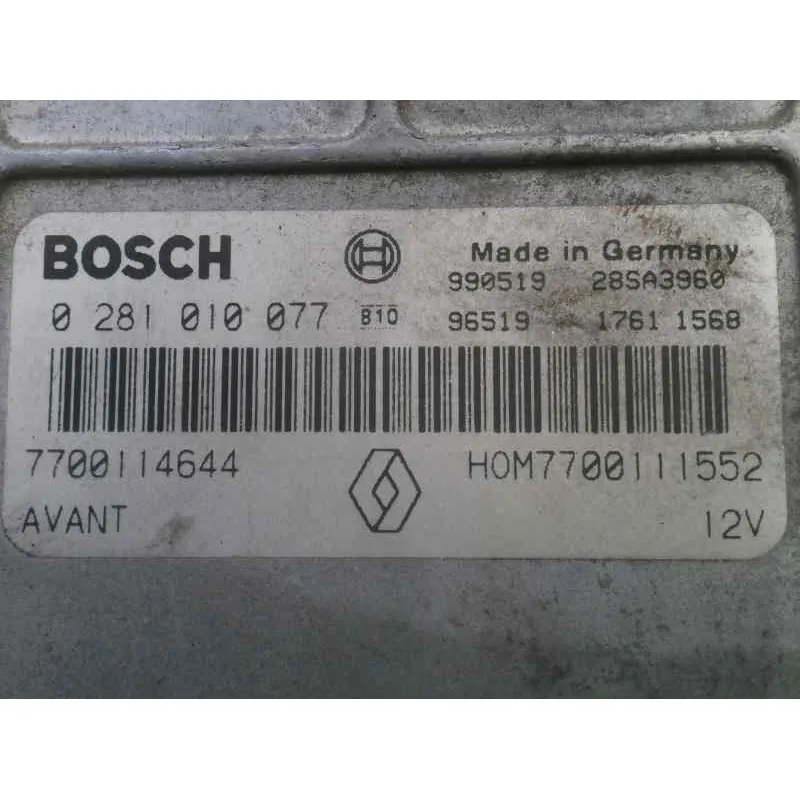 BOSCH Made in Germany
990519 28SA3960
0 281 010 077 B10 96519 1761 1568
7700114644 HOM7700111552
AVANT 12V